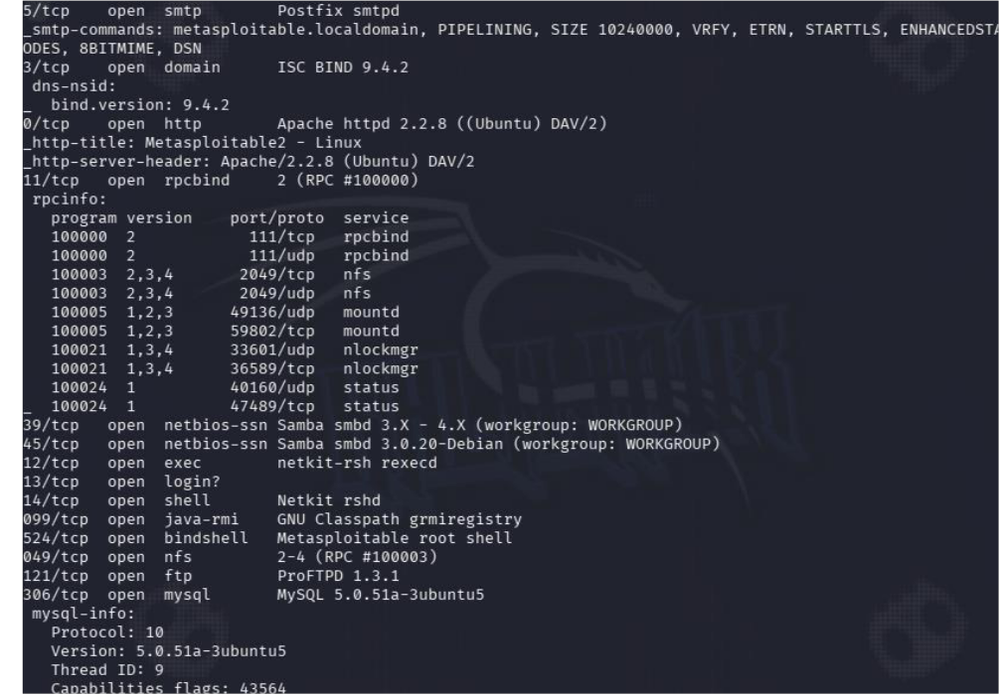 5/tcp    open  smtp        Postfix smtpd
_smtp-commands: metasploitable.localdomain, PIPELINING, SIZE 10240000, VRFY, ETRN, STARTTLS, ENHANCEDSTA
ODES, 8BITMIME, DSN
3/tcp    open  domain      ISC BIND 9.4.2
 dns-nsid:
_  bind.version: 9.4.2
0/tcp    open  http        Apache httpd 2.2.8 ((Ubuntu) DAV/2)
_http-title: Metasploitable2 - Linux
_http-server-header: Apache/2.2.8 (Ubuntu) DAV/2
11/tcp   open  rpcbind     2 (RPC #100000)
 rpcinfo:
   program version    port/proto  service
   100000  2            111/tcp   rpcbind
   100000  2            111/udp   rpcbind
   100003  2,3,4       2049/tcp   nfs
   100003  2,3,4       2049/udp   nfs
   100005  1,2,3      49136/udp   mountd
   100005  1,2,3      59802/tcp   mountd
   100021  1,3,4      33601/udp   nlockmgr
   100021  1,3,4      36589/tcp   nlockmgr
   100024  1          40160/udp   status
_  100024  1          47489/tcp   status
39/tcp   open  netbios-ssn Samba smbd 3.X - 4.X (workgroup: WORKGROUP)
45/tcp   open  netbios-ssn Samba smbd 3.0.20-Debian (workgroup: WORKGROUP)
12/tcp   open  exec        netkit-rsh rexecd
13/tcp   open  login?
14/tcp   open  shell       Netkit rshd
099/tcp  open  java-rmi    GNU Classpath grmiregistry
524/tcp  open  bindshell   Metasploitable root shell
049/tcp  open  nfs         2-4 (RPC #100003)
121/tcp  open  ftp         ProFTPD 1.3.1
306/tcp  open  mysql       MySQL 5.0.51a-3ubuntu5
 mysql-info:
   Protocol: 10
   Version: 5.0.51a-3ubuntu5
   Thread ID: 9
   Capabilities flags: 43564
KALI LINUX